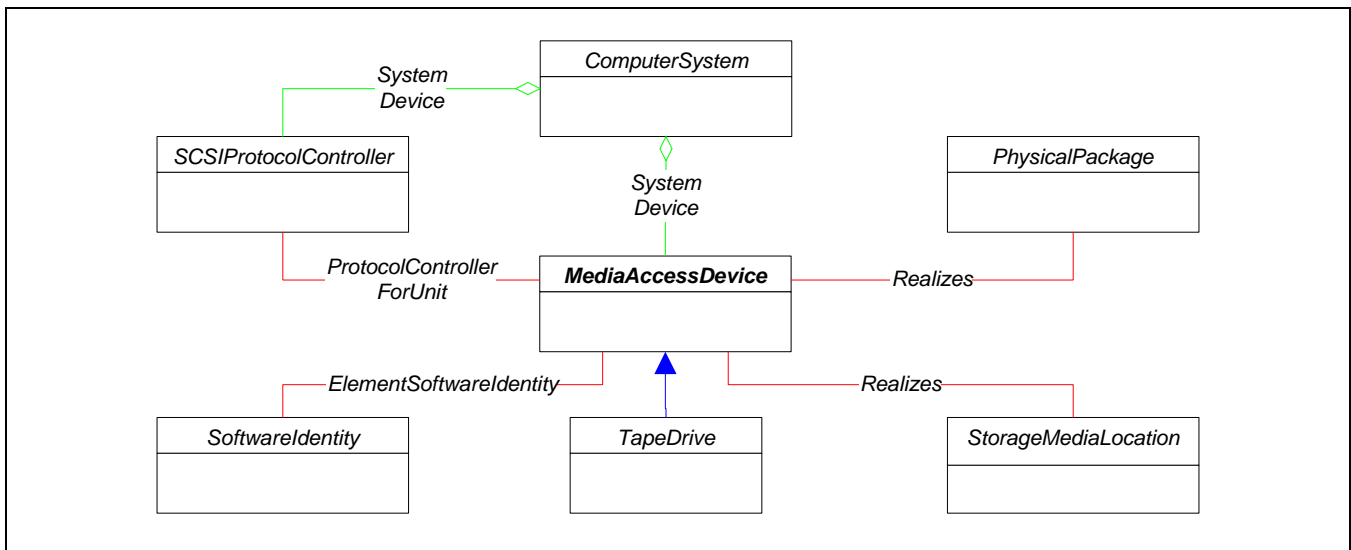 ComputerSystem
System
Device
SCSIProtocolController
PhysicalPackage
System
Device
ProtocolController
ForUnit
MediaAccessDevice
Realizes
ElementSoftwareIdentity
Realizes
SoftwareIdentity
TapeDrive
StorageMediaLocation